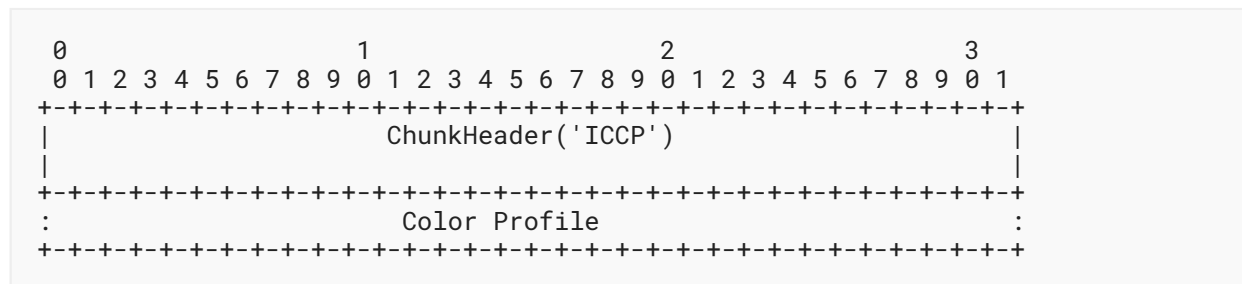 0                   1                   2                   3
 0 1 2 3 4 5 6 7 8 9 0 1 2 3 4 5 6 7 8 9 0 1 2 3 4 5 6 7 8 9 0 1
+-+-+-+-+-+-+-+-+-+-+-+-+-+-+-+-+-+-+-+-+-+-+-+-+-+-+-+-+-+-+-+-+
|                      ChunkHeader('ICCP')                      |
|                                                               |
+-+-+-+-+-+-+-+-+-+-+-+-+-+-+-+-+-+-+-+-+-+-+-+-+-+-+-+-+-+-+-+-+
:                       Color Profile                           :
+-+-+-+-+-+-+-+-+-+-+-+-+-+-+-+-+-+-+-+-+-+-+-+-+-+-+-+-+-+-+-+-+